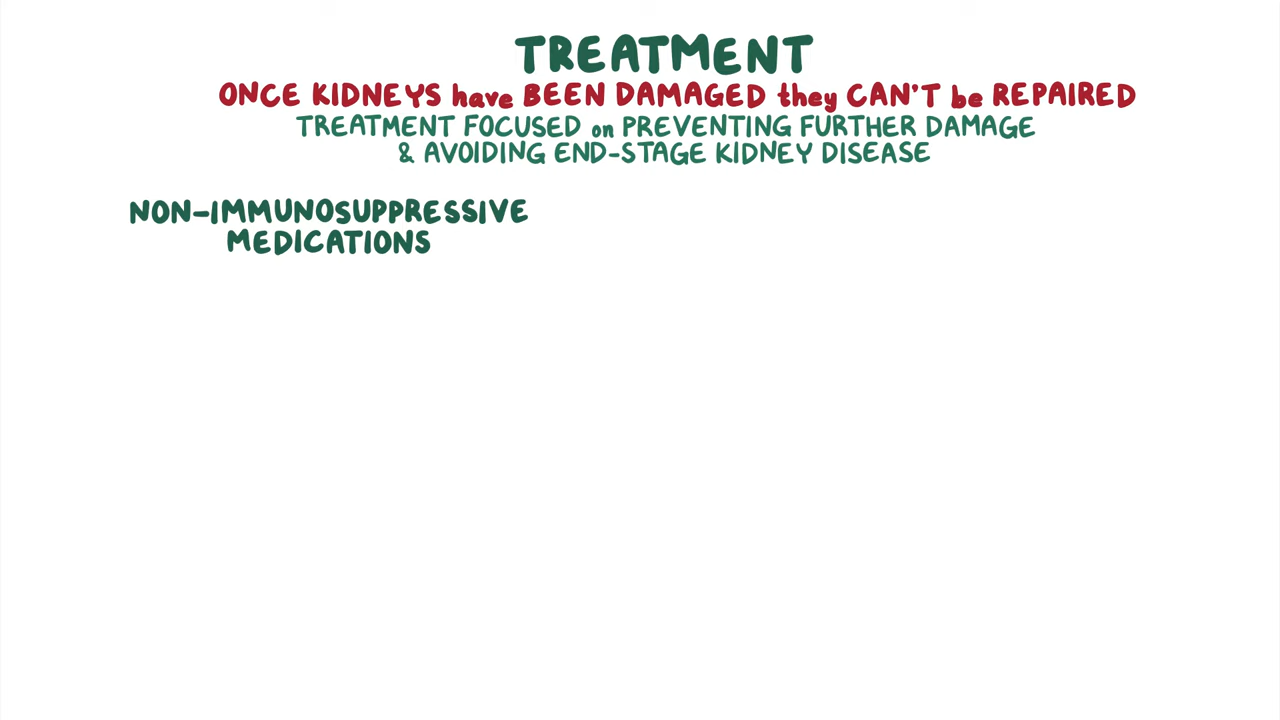 TREATMENT
ONCE KIDNEYS have BEEN DAMAGED they CAN'T be REPAIRED
TREATMENT FOCUSED on PREVENTING FURTHER DAMAGE
& AVOIDING END-STAGE KIDNEY DISEASE
NON-IMMUNOSUPPRESSIVE
MEDICATIONS